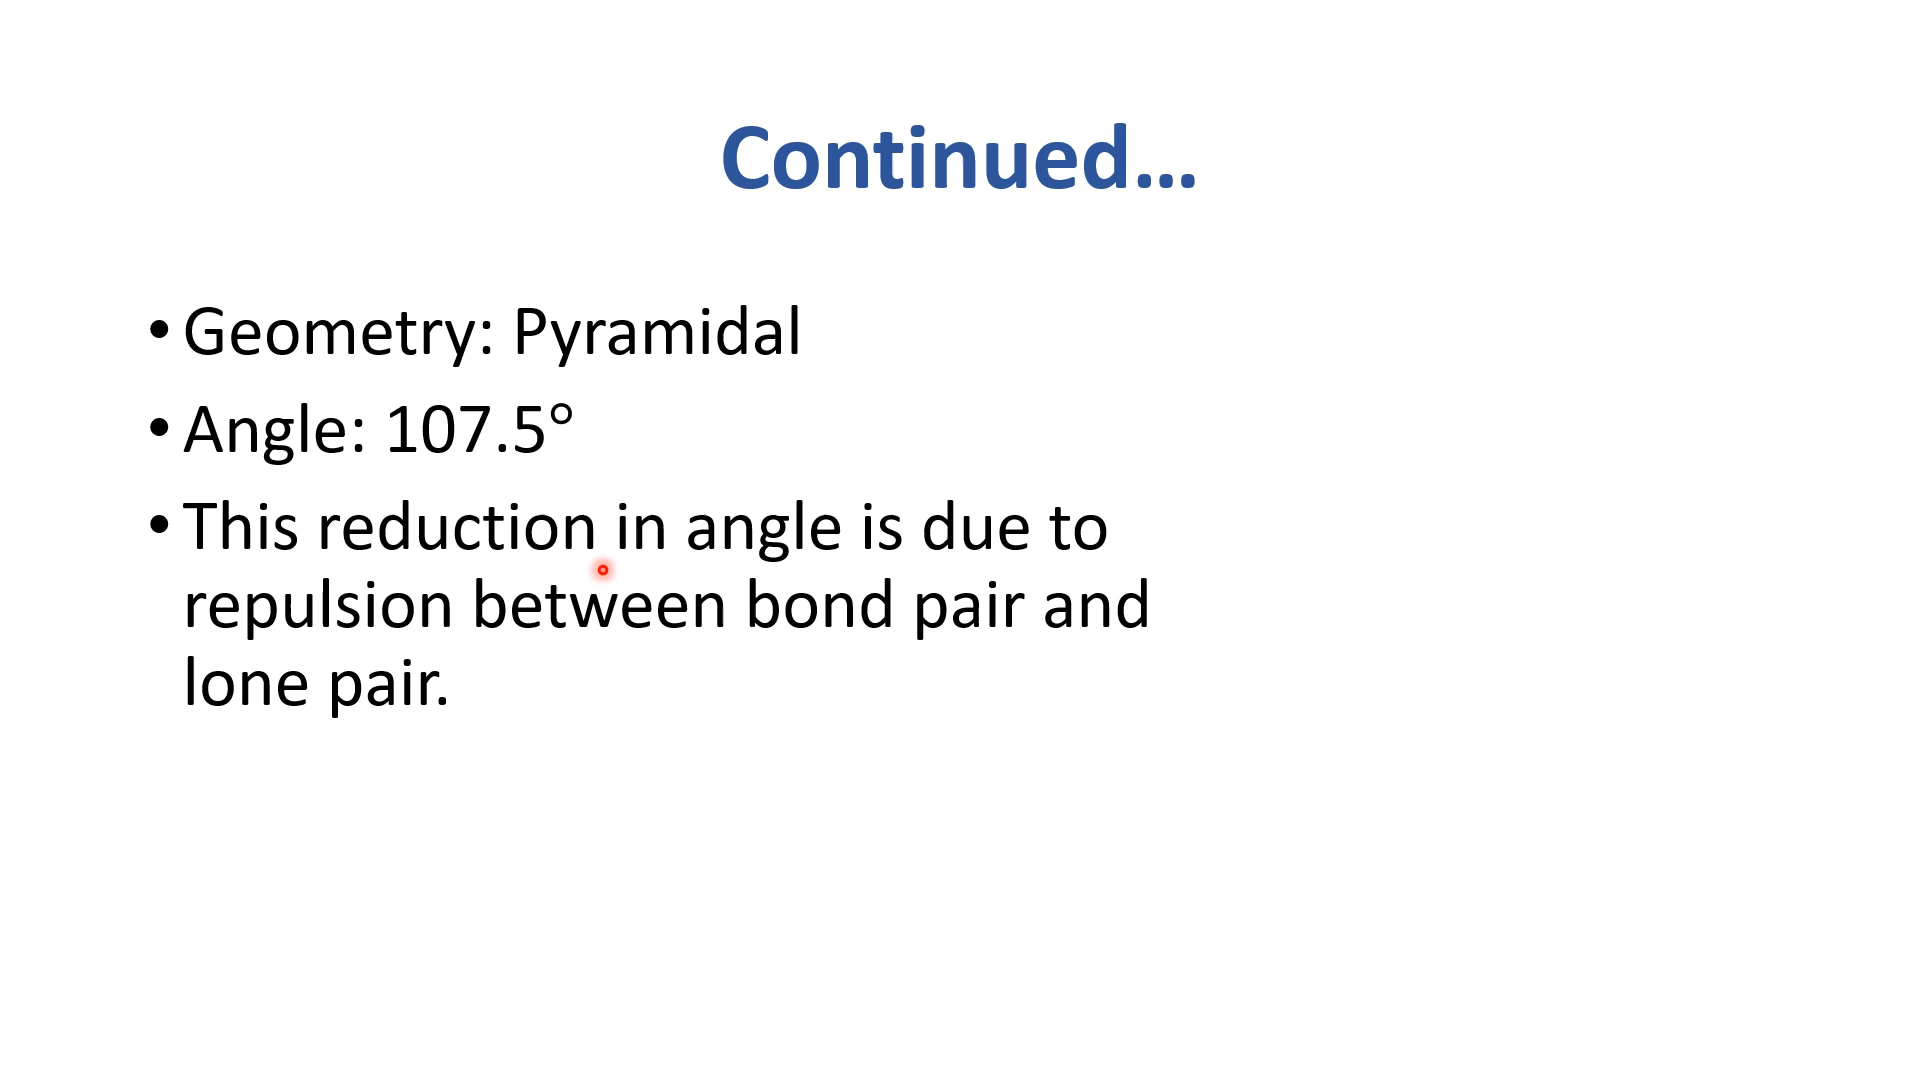 Continued...
• Geometry: Pyramidal
• Angle: 107.5°
• This reduction in angle is due to
repulsion between bond pair and
lone pair.